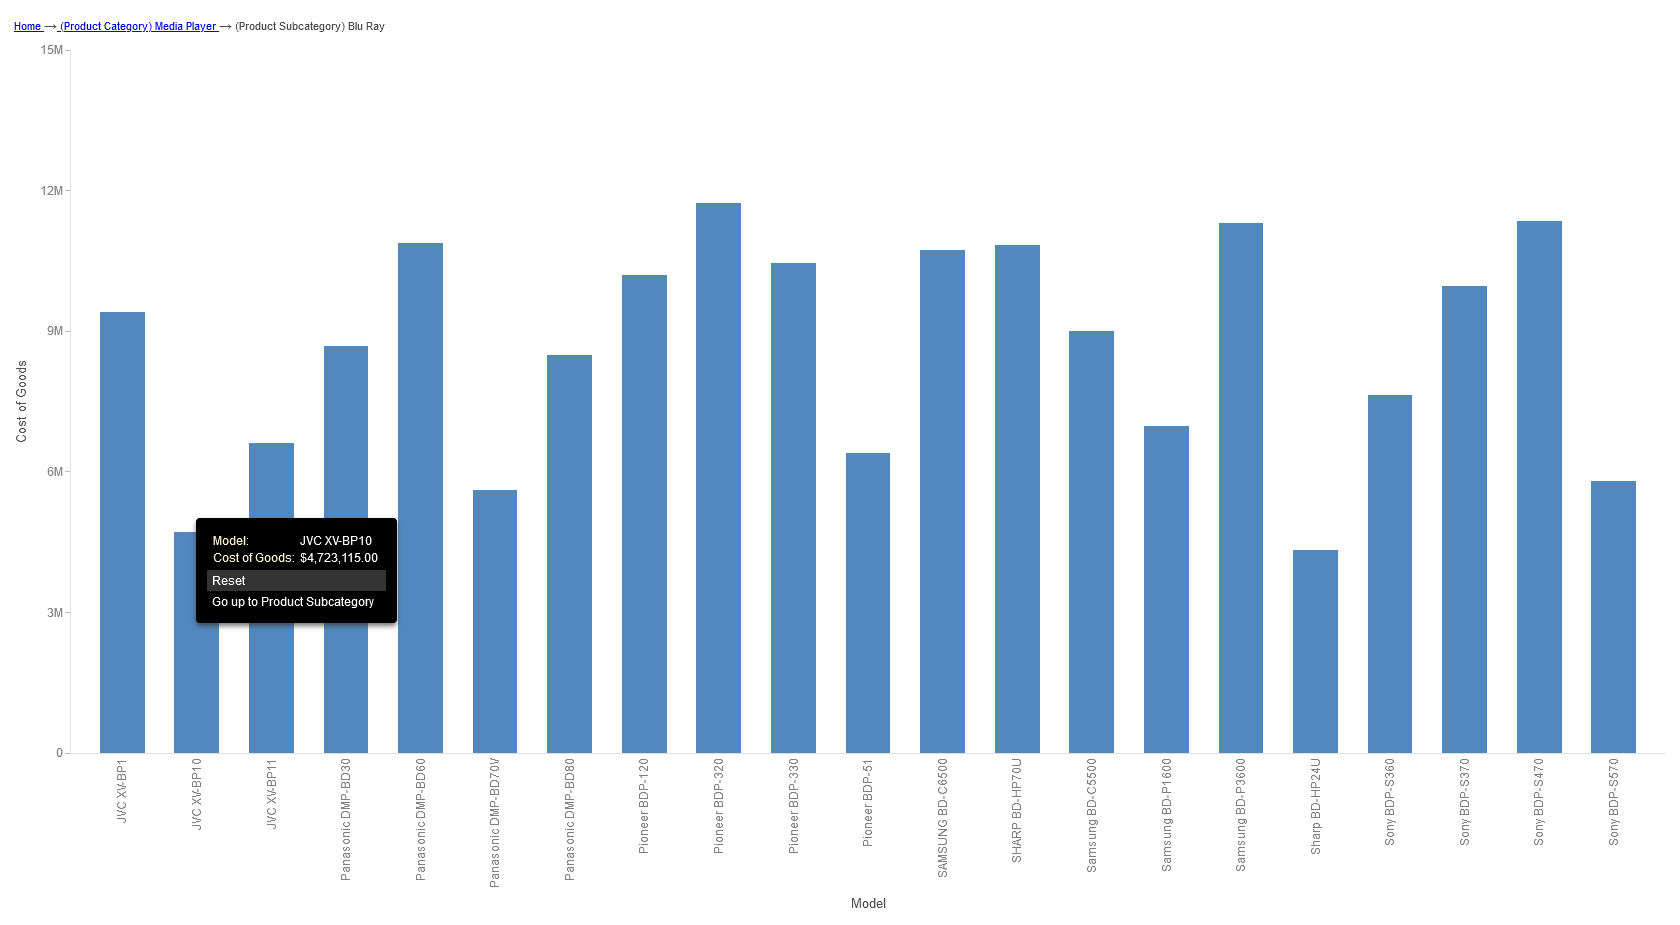 Home → (Product Category) Media Player → (Product Subcategory) Blu Ray
15M
12M
9M
6M
3M
0
Cost of Goods
Model: JVC XV-BP10
Cost of Goods: $4,723,115.00
Reset
Go up to Product Subcategory
JVC XV-BP1
JVC XV-BP10
JVC XV-BP11
Panasonic DMP-BD30
Panasonic DMP-BD60
Panasonic DMP-BD70V
Panasonic DMP-BD80
Pioneer BDP-120
Pioneer BDP-320
Pioneer BDP-330
Pioneer BDP-51
SAMSUNG BD-C6500
SHARP BD-HP70U
Samsung BD-C5500
Samsung BD-P1600
Samsung BD-P3600
Sharp BD-HP24U
Sony BDP-S360
Sony BDP-S370
Sony BDP-S470
Sony BDP-S570
Model